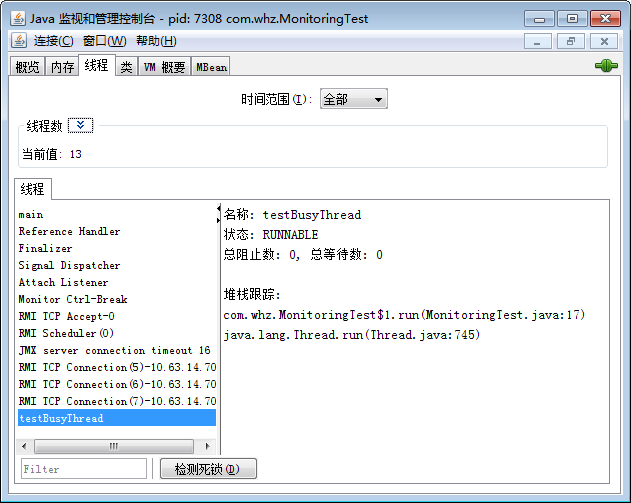 Java 监视和管理控制台 - pid: 7308 com.whz.MonitoringTest
连接(C) 窗口(W) 帮助(H)
概览 内存 线程 类 VM 概要 MBean
时间范围(I): 全部
线程数
当前值: 13
线程
main
Reference Handler
Finalizer
Signal Dispatcher
Attach Listener
Monitor Ctrl-Break
RMI TCP Accept-0
RMI Scheduler(0)
JMX server connection timeout 16
RMI TCP Connection(5)-10.63.14.70
RMI TCP Connection(6)-10.63.14.70
RMI TCP Connection(7)-10.63.14.70
testBusyThread
名称: testBusyThread
状态: RUNNABLE
总阻止数: 0, 总等待数: 0
堆栈跟踪:
com.whz.MonitoringTest$1.run(MonitoringTest.java:17)
java.lang.Thread.run(Thread.java:745)
Filter 检测死锁(D)